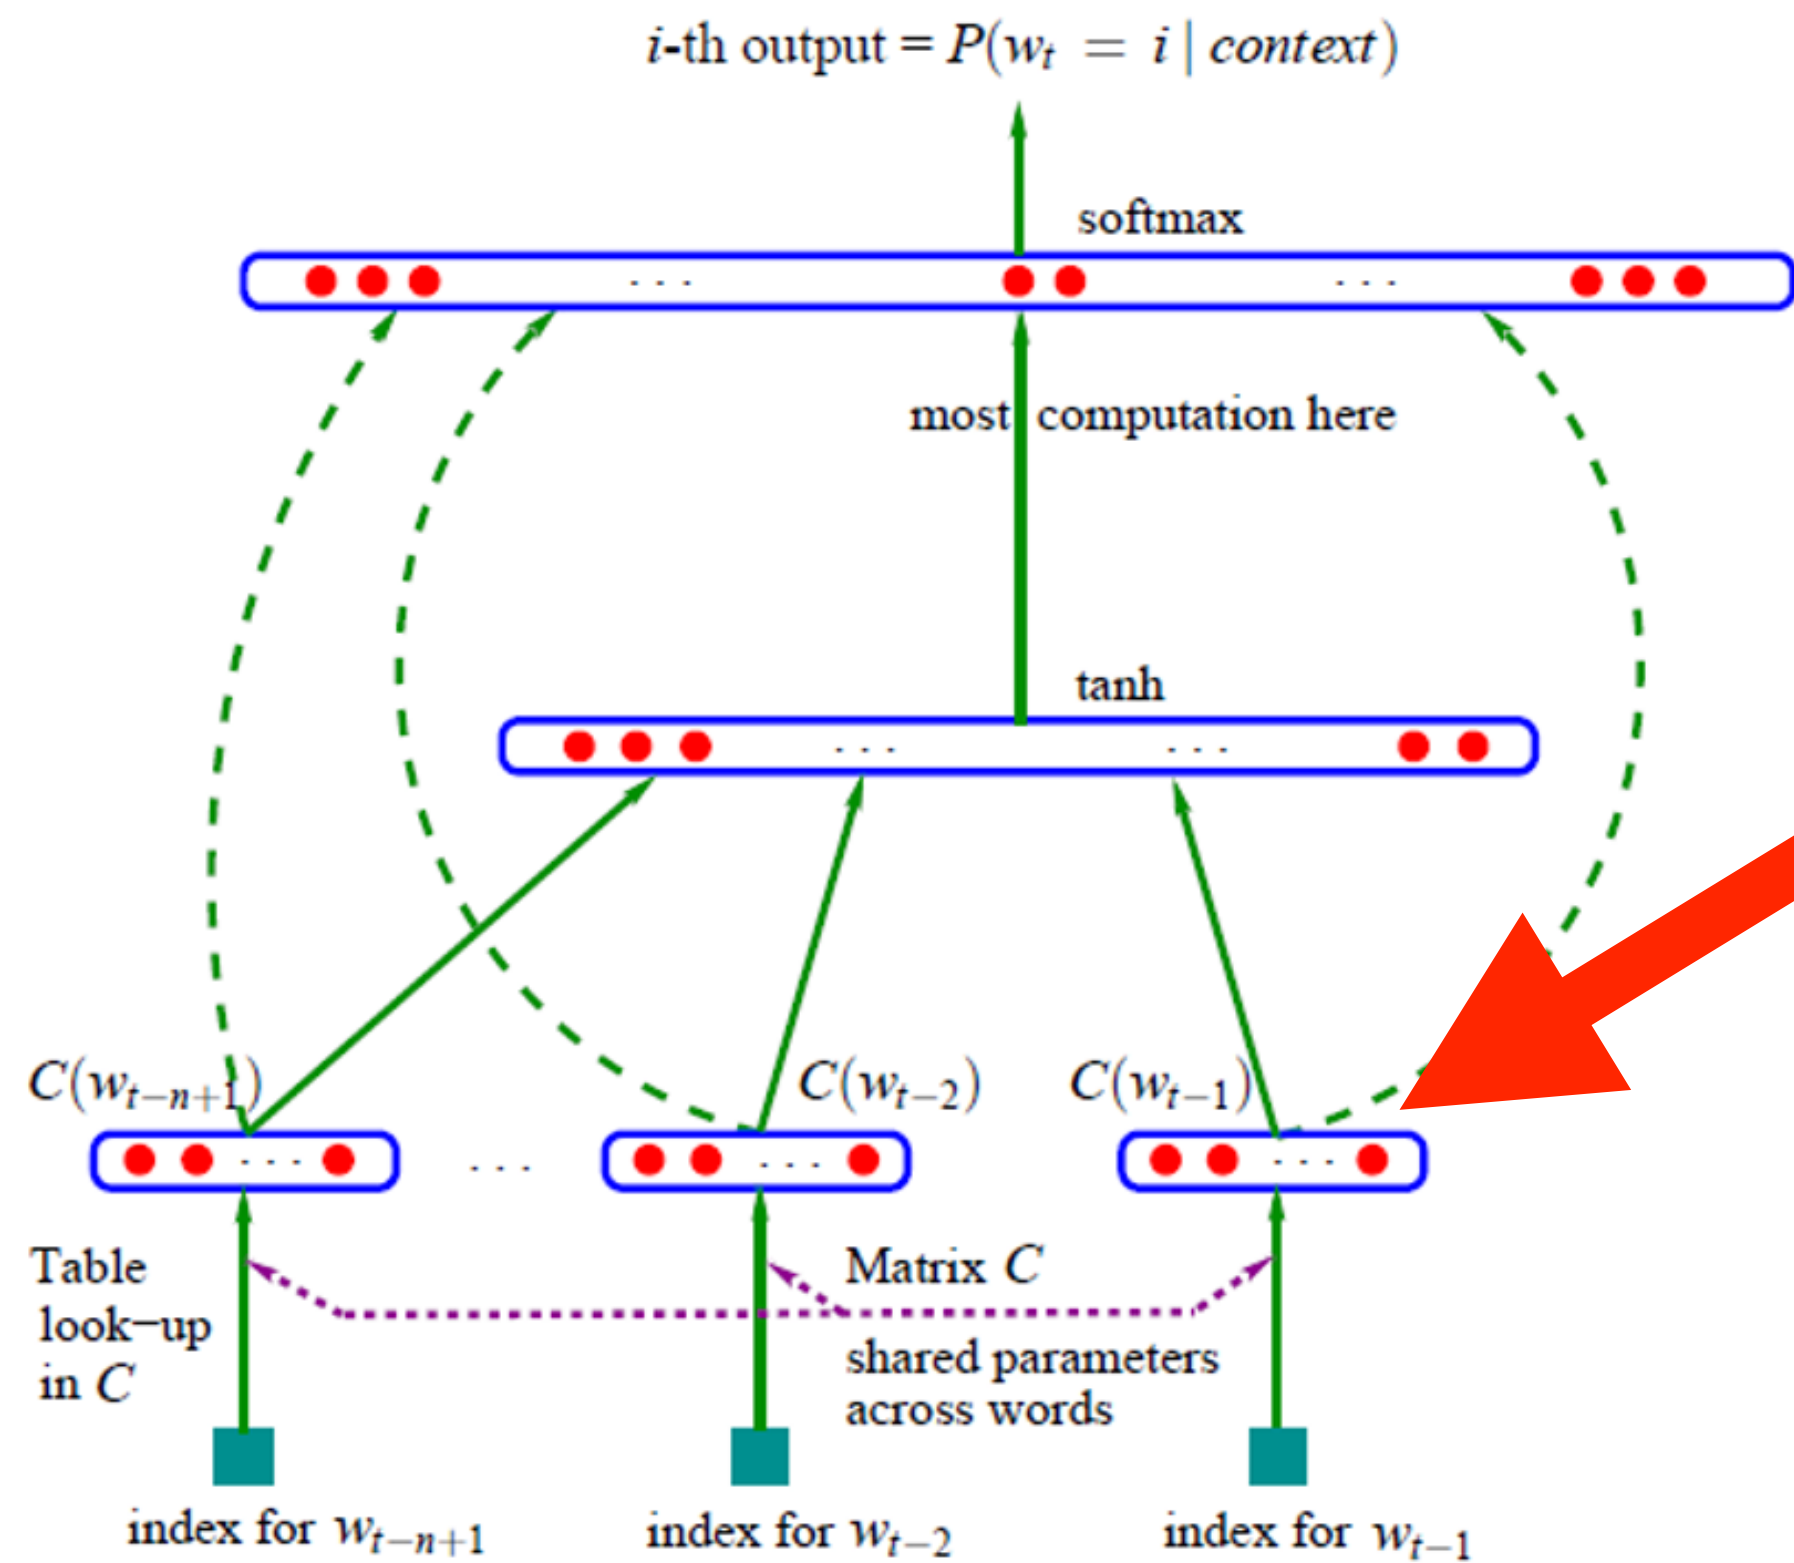 i-th output = P(w_t = i | context)
softmax
. . .
. . .
most computation here
tanh
. . .
. . .
C(w_{t−n+1})
C(w_{t−2})
C(w_{t−1})
. . .
. . .
. . .
. . .
Table
look−up
in C
Matrix C
shared parameters
across words
index for w_{t−n+1}
index for w_{t−2}
index for w_{t−1}